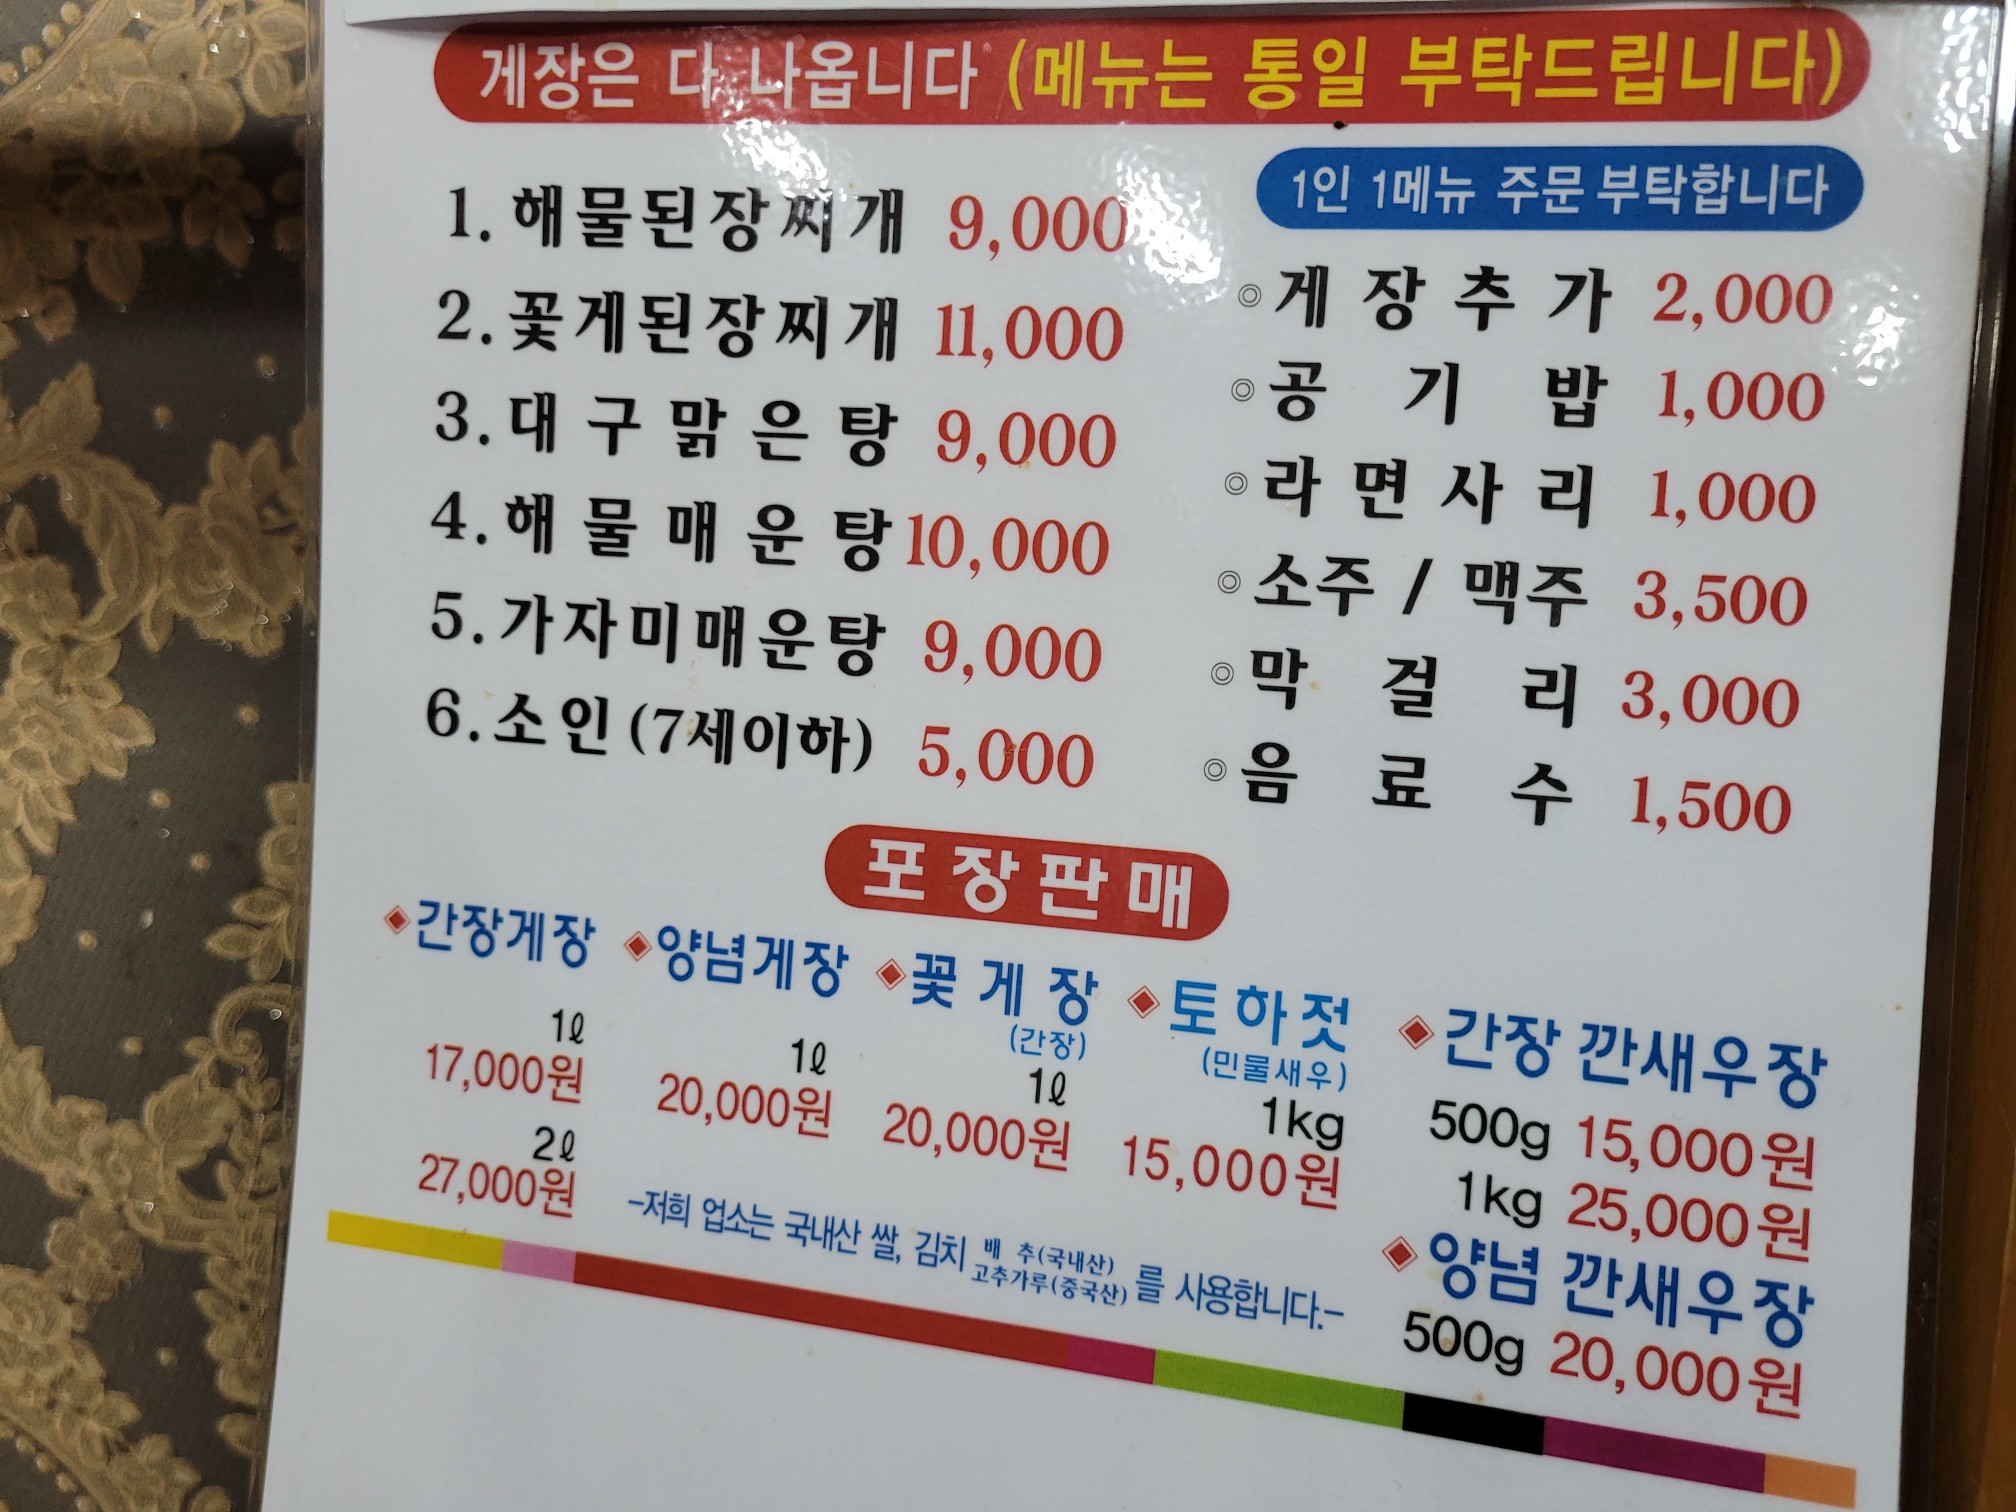 게장은 다 나옵니다 (메뉴는 통일 부탁드립니다)
1인 1메뉴 주문 부탁합니다
1. 해물된장찌개 9,000
2. 꽃게된장찌개 11,000
3. 대구맑은탕 9,000
4. 해물매운탕 10,000
5. 가자미매운탕 9,000
6. 소인 (7세이하) 5,000
◎ 게장추가 2,000
◎ 공기밥 1,000
◎ 라면사리 1,000
◎ 소주 / 맥주 3,500
◎ 막걸리 3,000
◎ 음료수 1,500
포장판매
간장게장
1ℓ
17,000원
2ℓ
27,000원
양념게장
1ℓ
20,000원
꽃게장
(간장)
1ℓ
20,000원
토하젓
(민물새우)
1kg
15,000원
간장 깐새우장
500g 15,000원
1kg 25,000원
양념 깐새우장
500g 20,000원
-저희 업소는 국내산 쌀, 김치 배추(국내산) 고추가루(중국산) 를 사용합니다.-